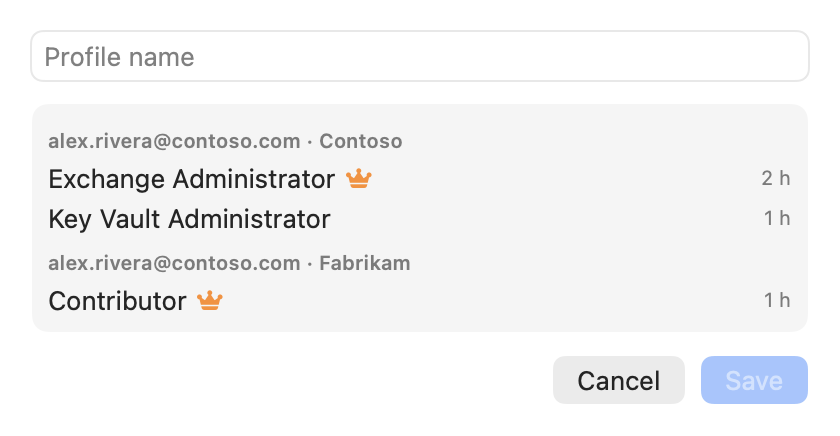 Profile name
alex.rivera@contoso.com · Contoso
Exchange Administrator 2 h
Key Vault Administrator 1 h
alex.rivera@contoso.com · Fabrikam
Contributor 1 h
Cancel Save